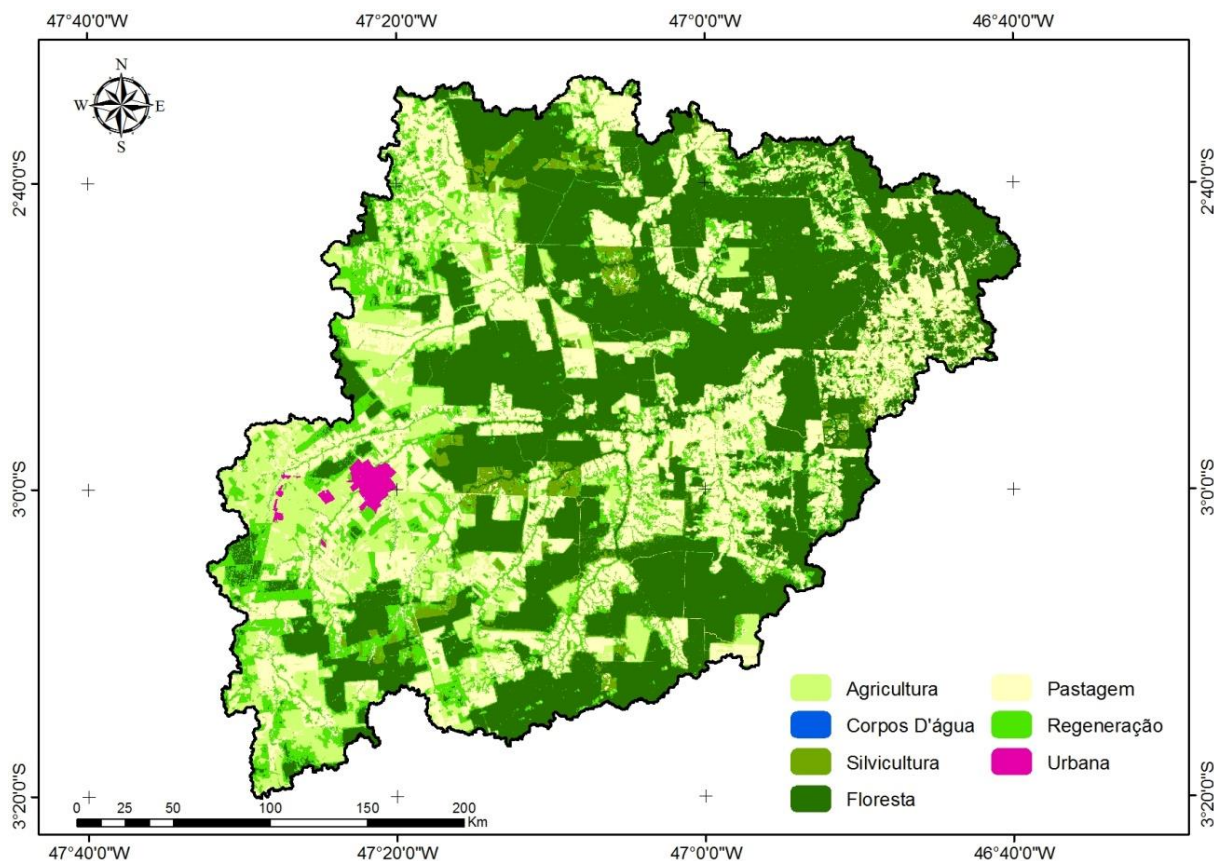 47°40'0"W 47°20'0"W 47°0'0"W 46°40'0"W
N
W E
S
2°40'0"S 2°40'0"S
3°0'0"S 3°0'0"S
Agricultura Pastagem
Corpos D'água Regeneração
Silvicultura Urbana
Floresta
3°20'0"S 3°20'0"S
0 25 50 100 150 200
Km
47°40'0"W 47°20'0"W 47°0'0"W 46°40'0"W